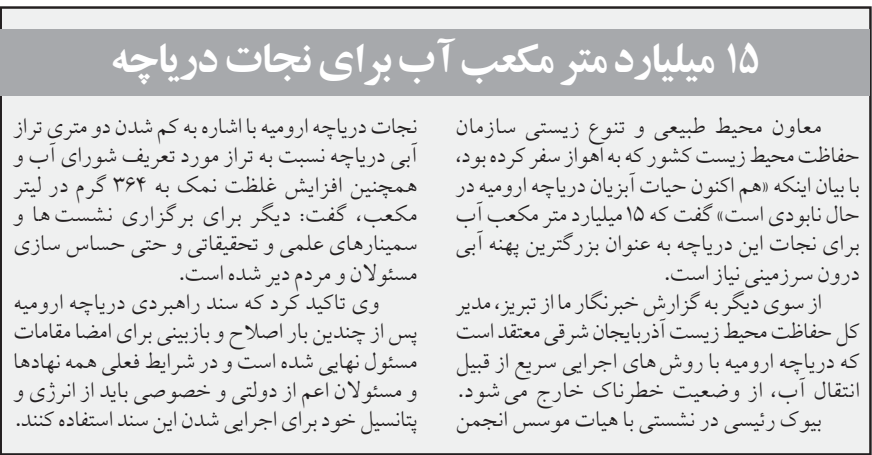 ۱۵ میلیارد متر مکعب آب برای نجات دریاچه
معاون محیط طبیعی و تنوع زیستی سازمان
حفاظت محیط زیست کشور که به اهواز سفر کرده بود،
با بیان اینکه «هم اکنون حیات آبزیان دریاچه ارومیه در
حال نابودی است» گفت که ۱۵ میلیارد متر مکعب آب
برای نجات این دریاچه به عنوان بزرگترین پهنه آبی
درون سرزمینی نیاز است.
از سوی دیگر به گزارش خبرنگار ما از تبریز، مدیر
کل حفاظت محیط زیست آذربایجان شرقی معتقد است
که دریاچه ارومیه با روش های اجرایی سریع از قبیل
انتقال آب، از وضعیت خطرناک خارج می شود.
بیوک رئیسی در نشستی با هیات موسس انجمن
نجات دریاچه ارومیه با اشاره به کم شدن دو متری تراز
آبی دریاچه نسبت به تراز مورد تعریف شورای آب و
همچنین افزایش غلظت نمک به ۳۶۴ گرم در لیتر
مکعب، گفت: دیگر برای برگزاری نشست ها و
سمینارهای علمی و تحقیقاتی و حتی حساس سازی
مسئولان و مردم دیر شده است.
وی تاکید کرد که سند راهبردی دریاچه ارومیه
پس از چندین بار اصلاح و بازبینی برای امضا مقامات
مسئول نهایی شده است و در شرایط فعلی همه نهادها
و مسئولان اعم از دولتی و خصوصی باید از انرژی و
پتانسیل خود برای اجرایی شدن این سند استفاده کنند.